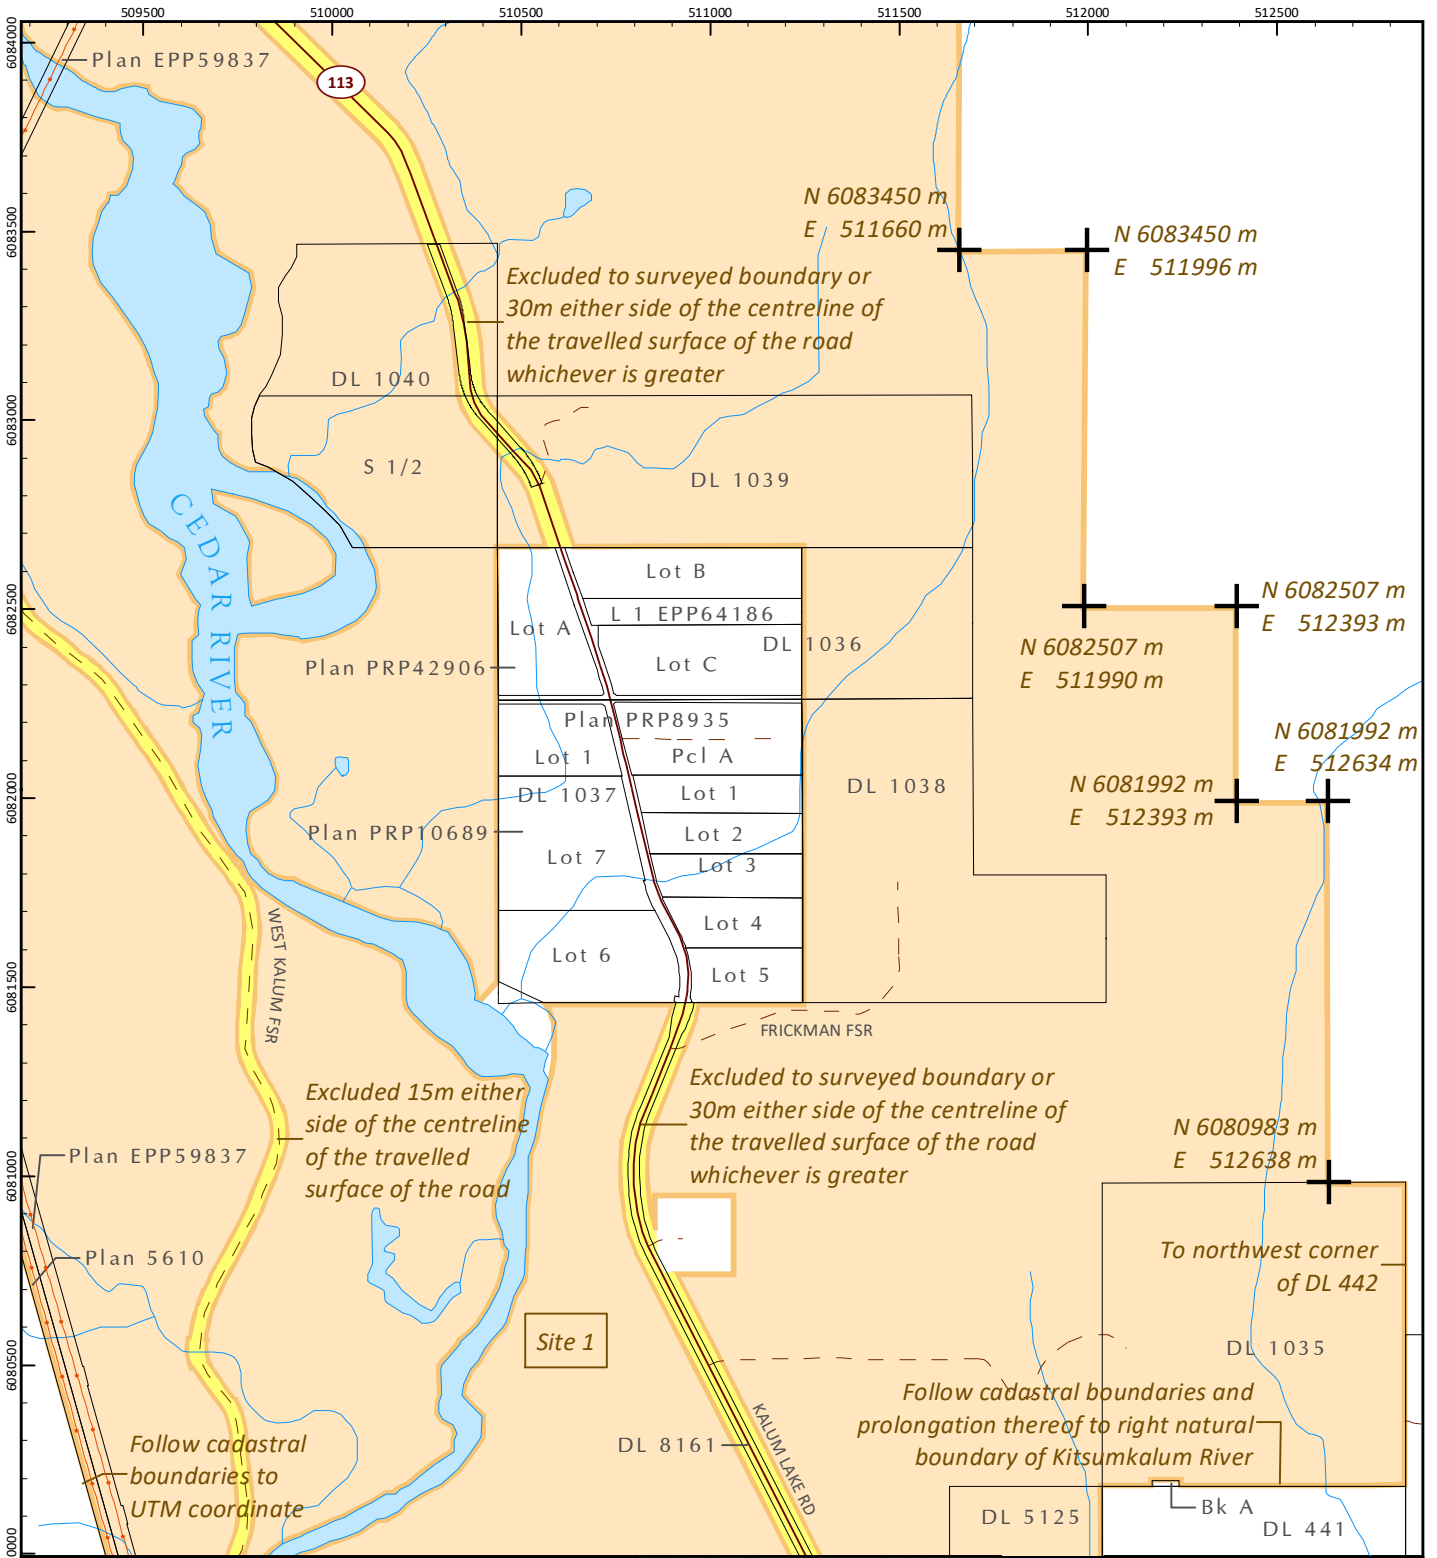 509500
510000
510500
511000
511500
512000
512500
6084000
6083500
6083000
6082500
6082000
6081500
6081000
6080500
0000
Plan EPP59837
113
N 6083450 m
E 511660 m
N 6083450 m
E 511996 m
Excluded to surveyed boundary or
30m either side of the centreline of
the travelled surface of the road
whichever is greater
DL 1040
S 1/2
DL 1039
CEDAR RIVER
Lot B
L 1 EPP64186
Lot A
Lot C
DL 1036
Plan PRP42906
N 6082507 m
E 512393 m
N 6082507 m
E 511990 m
Plan PRP8935
Lot 1
Pcl A
DL 1037
Lot 1
DL 1038
Plan PRP10689
Lot 2
Lot 7
Lot 3
Lot 4
Lot 6
Lot 5
N 6081992 m
E 512634 m
N 6081992 m
E 512393 m
WEST KALUM FSR
FRICKMAN FSR
Excluded 15m either
side of the centreline
of the travelled
surface of the road
Excluded to surveyed boundary or
30m either side of the centreline of
the travelled surface of the road
whichever is greater
N 6080983 m
E 512638 m
Plan EPP59837
Plan 5610
To northwest corner
of DL 442
Site 1
DL 1035
Follow cadastral boundaries and
prolongation thereof to right natural
boundary of Kitsumkalum River
KALUM LAKE RD
DL 8161
Follow cadastral
boundaries to
UTM coordinate
DL 5125
Bk A
DL 441